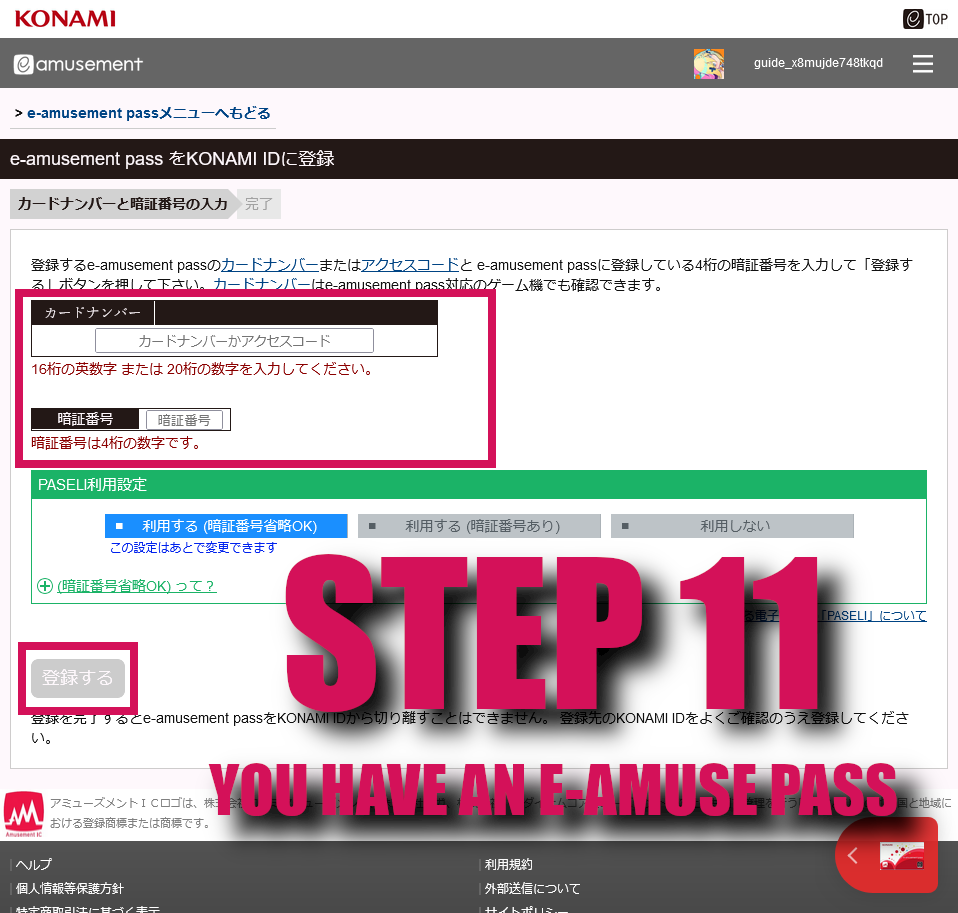 KONAMI
e TOP
e amusement
guide_x8mujde748tkqd
> e-amusement passメニューへもどる
e-amusement pass をKONAMI IDに登録
カードナンバーと暗証番号の入力 完了
登録するe-amusement passのカードナンバーまたはアクセスコードと e-amusement passに登録している4桁の暗証番号を入力して「登録す
る」ボタンを押して下さい。カードナンバーはe-amusement pass対応のゲーム機でも確認できます。
カードナンバー
カードナンバーかアクセスコード
16桁の英数字 または 20桁の数字を入力してください。
暗証番号 暗証番号
暗証番号は4桁の数字です。
PASELI利用設定
利用する (暗証番号省略OK) 利用する (暗証番号あり) 利用しない
この設定はあとで変更できます
(暗証番号省略OK) って？
STEP 11
電子 「PASELI」について
登録する
登録を完了するとe-amusement passをKONAMI IDから切り離すことはできません。 登録先のKONAMI IDをよくご確認のうえ登録してくださ
い。
YOU HAVE AN E-AMUSE PASS
アミューズメントＩＣロゴは、株式会 国と地域に
おける登録商標または商標です。
Amusement IC
ヘルプ 利用規約
個人情報等保護方針 外部送信について
特定商取引法に基づく表示 サイトポリシー